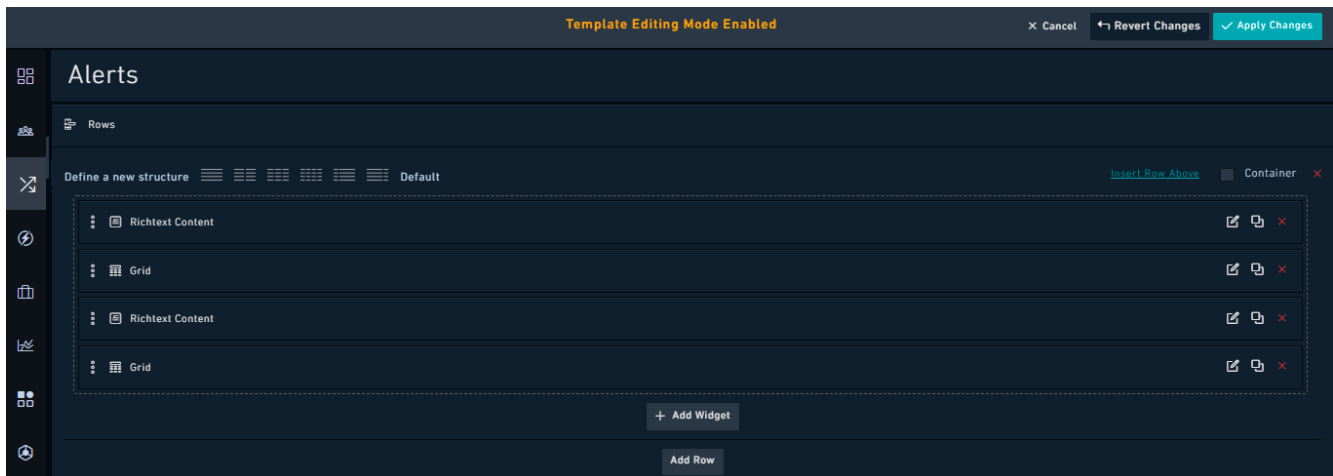 Template Editing Mode Enabled
Cancel
Revert Changes
Apply Changes
Alerts
Rows
Define a new structure
Default
Insert Row Above
Container
Richtext Content
Grid
Richtext Content
Grid
+ Add Widget
Add Row